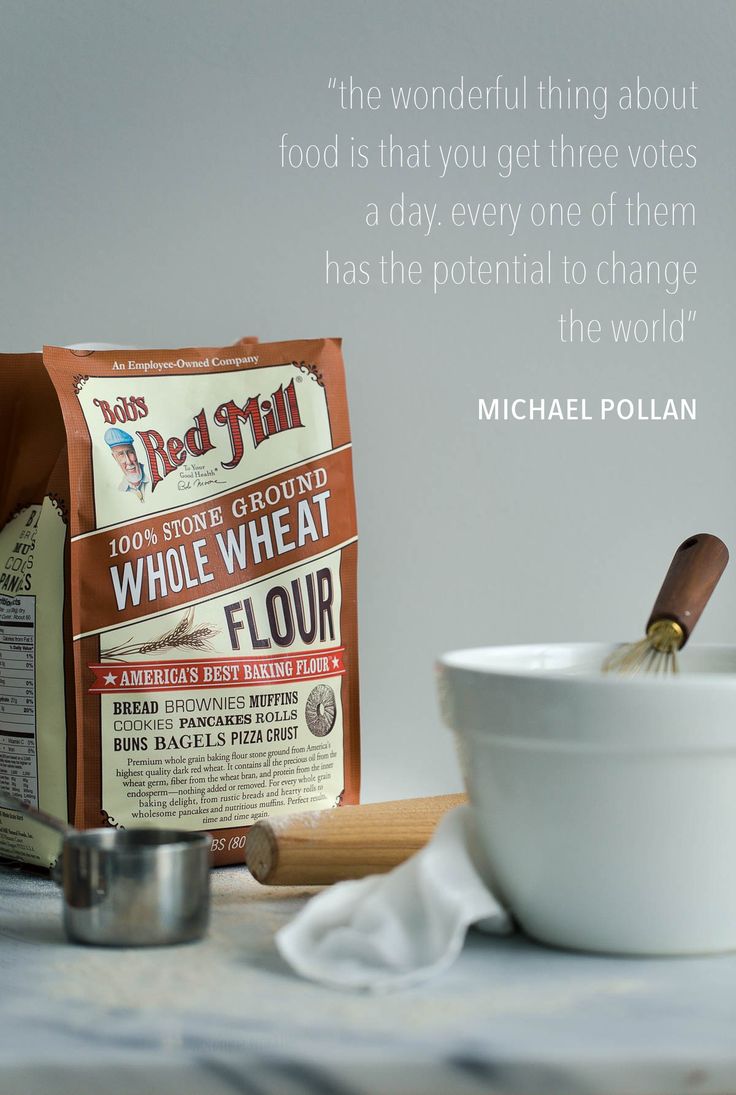 “the wonderful thing about
food is that you get three votes
a day. every one of them
has the potential to change
the world”
MICHAEL POLLAN
An Employee-Owned Company
Bob's
Red Mill®
To Your
Good Health
Bob Moore
100% STONE GROUND
WHOLE WHEAT
FLOUR
AMERICA'S BEST BAKING FLOUR™
BREAD BROWNIES MUFFINS
COOKIES PANCAKES ROLLS
BUNS BAGELS PIZZA CRUST
Premium whole grain baking flour stone ground from America's
highest quality dark red wheat. It contains all the precious oil from the
wheat germ, fiber from the wheat bran, and protein from the inner
endosperm—nothing added or removed. For every whole grain
baking delight, from rustic breads and hearty rolls to
wholesome pancakes and nutritious muffins. Perfect results,
time and time again.